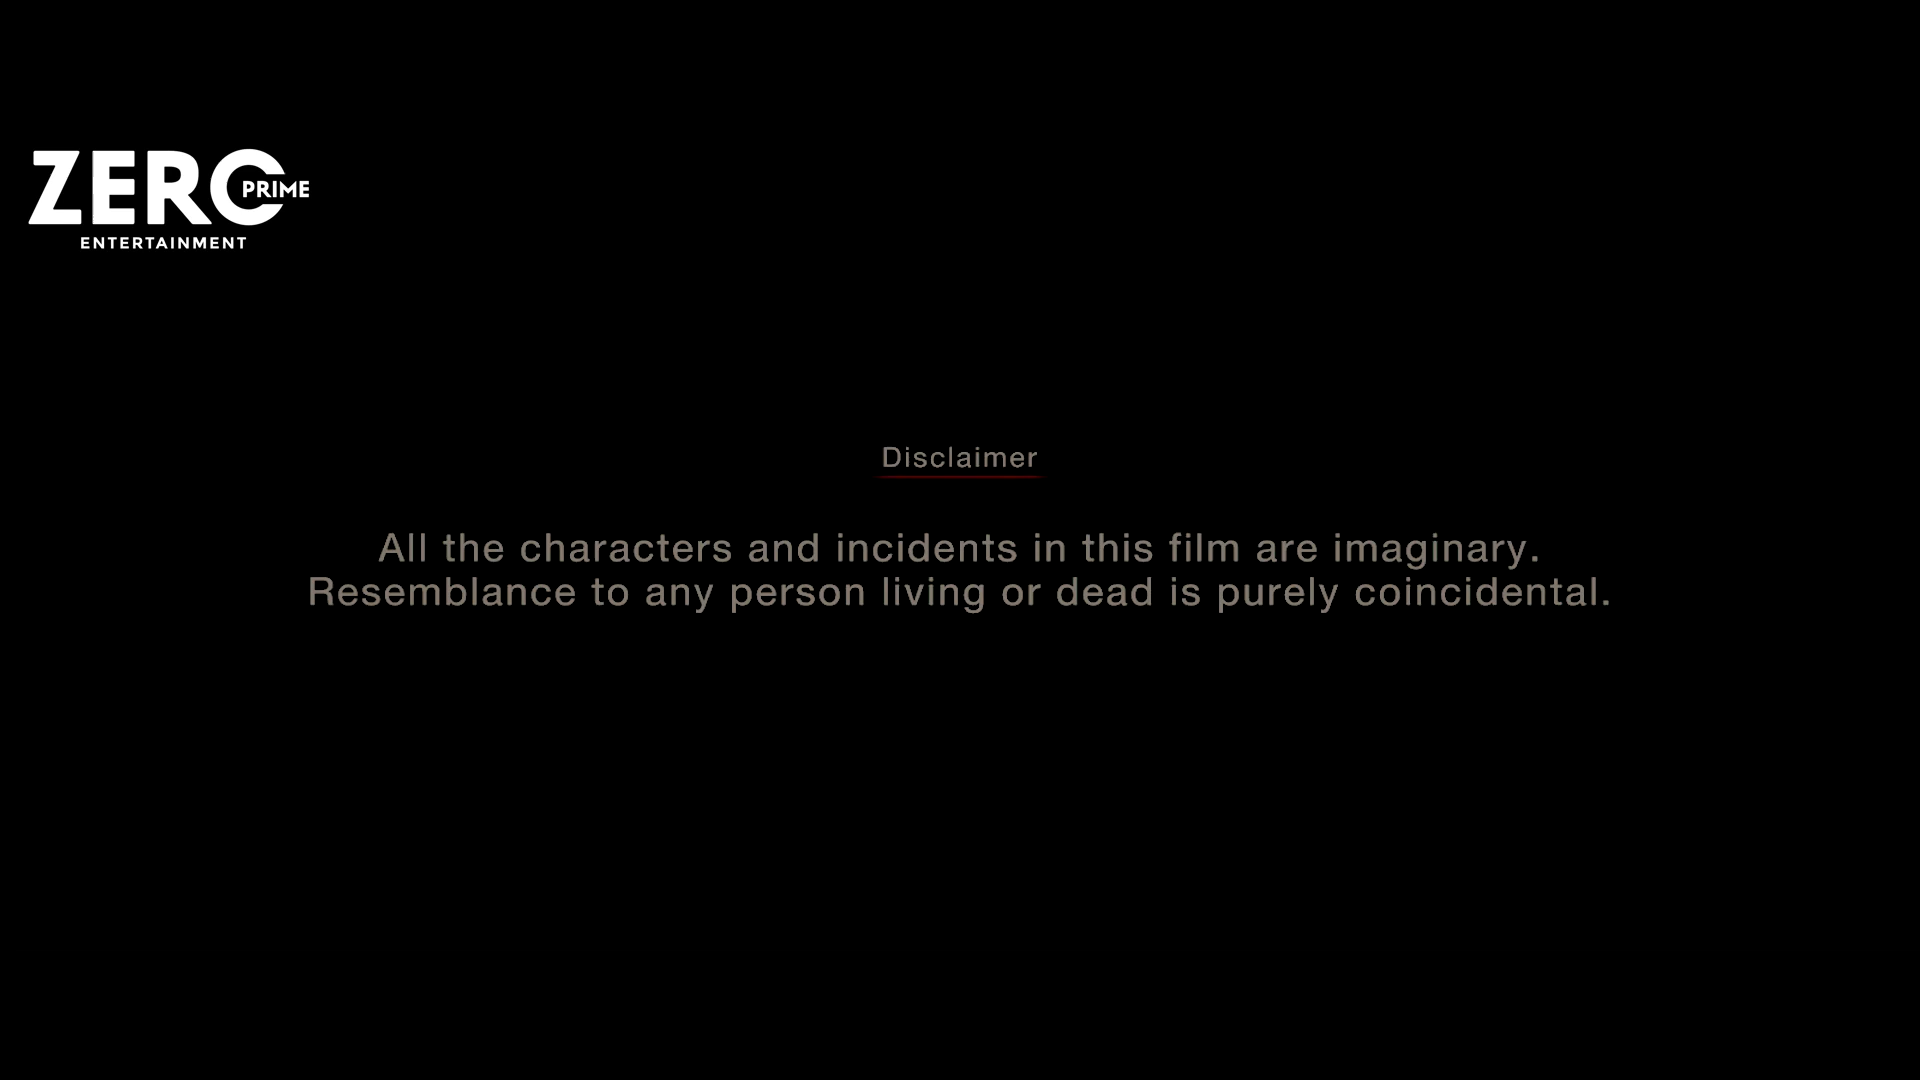 ZERO
PRIME
ENTERTAINMENT
Disclaimer
All the characters and incidents in this film are imaginary.
Resemblance to any person living or dead is purely coincidental.